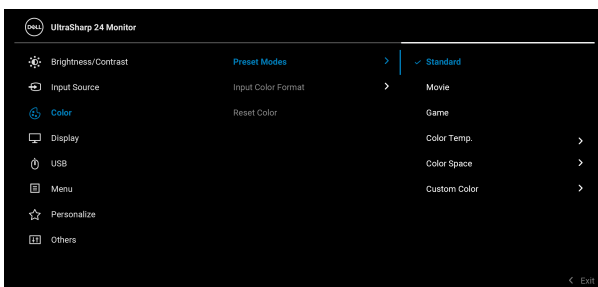 DELL UltraSharp 24 Monitor
Brightness/Contrast Preset Modes > ✓ Standard
Input Source Input Color Format > Movie
Color Reset Color Game
Display Color Temp. >
USB Color Space >
Menu Custom Color >
Personalize
Others
< Exit